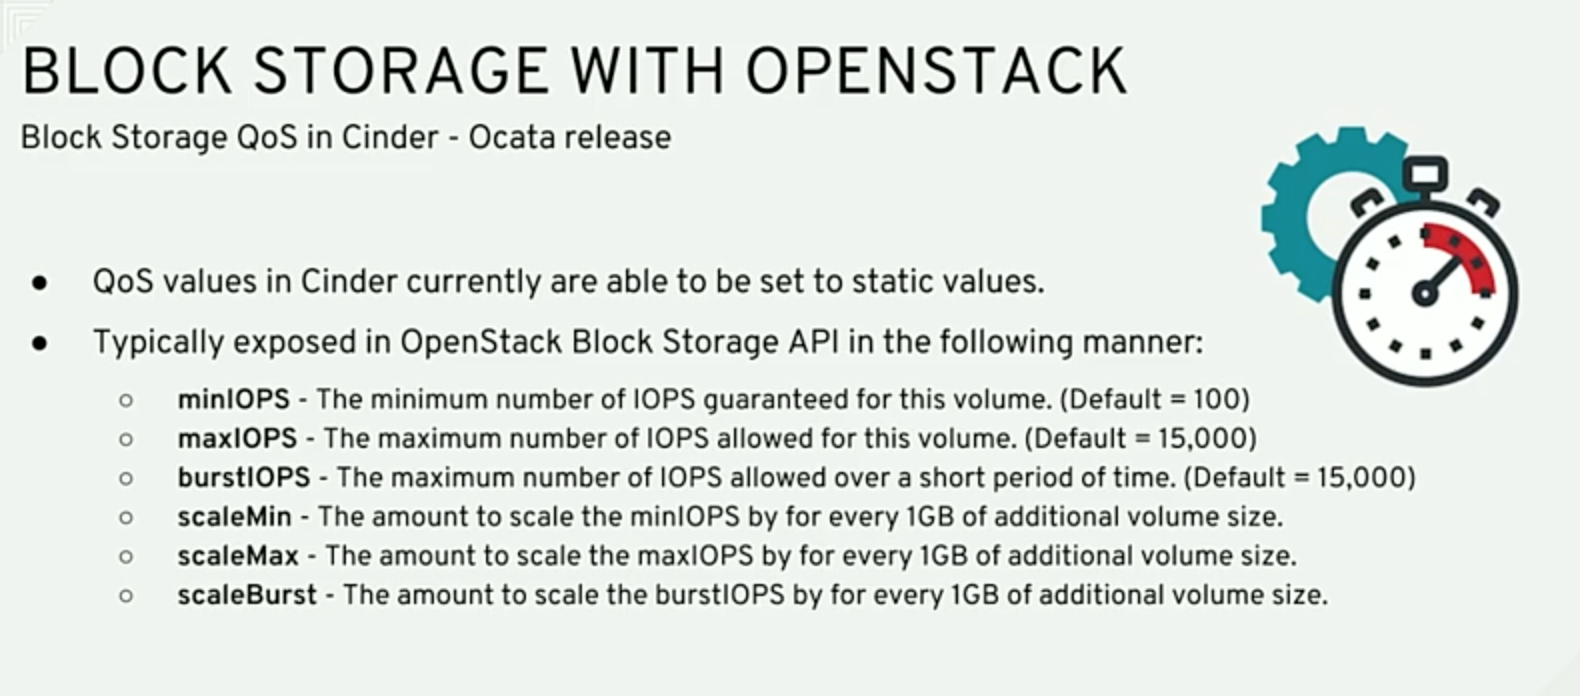 BLOCK STORAGE WITH OPENSTACK
Block Storage QoS in Cinder - Ocata release
● QoS values in Cinder currently are able to be set to static values.
● Typically exposed in OpenStack Block Storage API in the following manner:
○ minIOPS - The minimum number of IOPS guaranteed for this volume. (Default = 100)
○ maxIOPS - The maximum number of IOPS allowed for this volume. (Default = 15,000)
○ burstIOPS - The maximum number of IOPS allowed over a short period of time. (Default = 15,000)
○ scaleMin - The amount to scale the minIOPS by for every 1GB of additional volume size.
○ scaleMax - The amount to scale the maxIOPS by for every 1GB of additional volume size.
○ scaleBurst - The amount to scale the burstIOPS by for every 1GB of additional volume size.